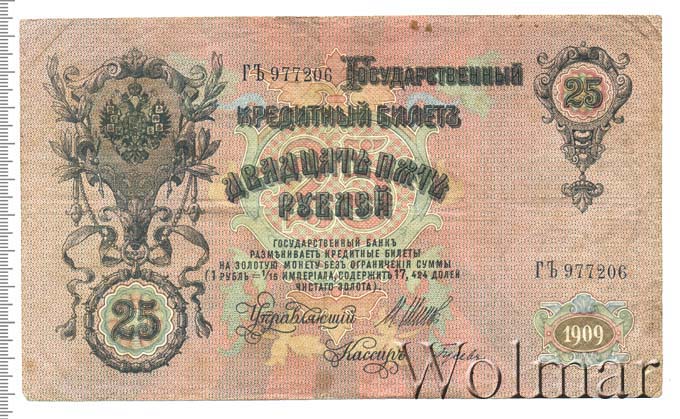 ГЪ 977206 Государственный
25
Кредитный Билетъ
Двадцать пять
рублей
Государственный банкъ
размѣниваетъ кредитные билеты
на золотую монету безъ ограниченія суммы
(1 рубль = 1/15 имперіала, содержитъ 17,424 долей
чистаго золота).
ГЪ 977206
25
Управляющій
1909
Кассиръ
Wolmar